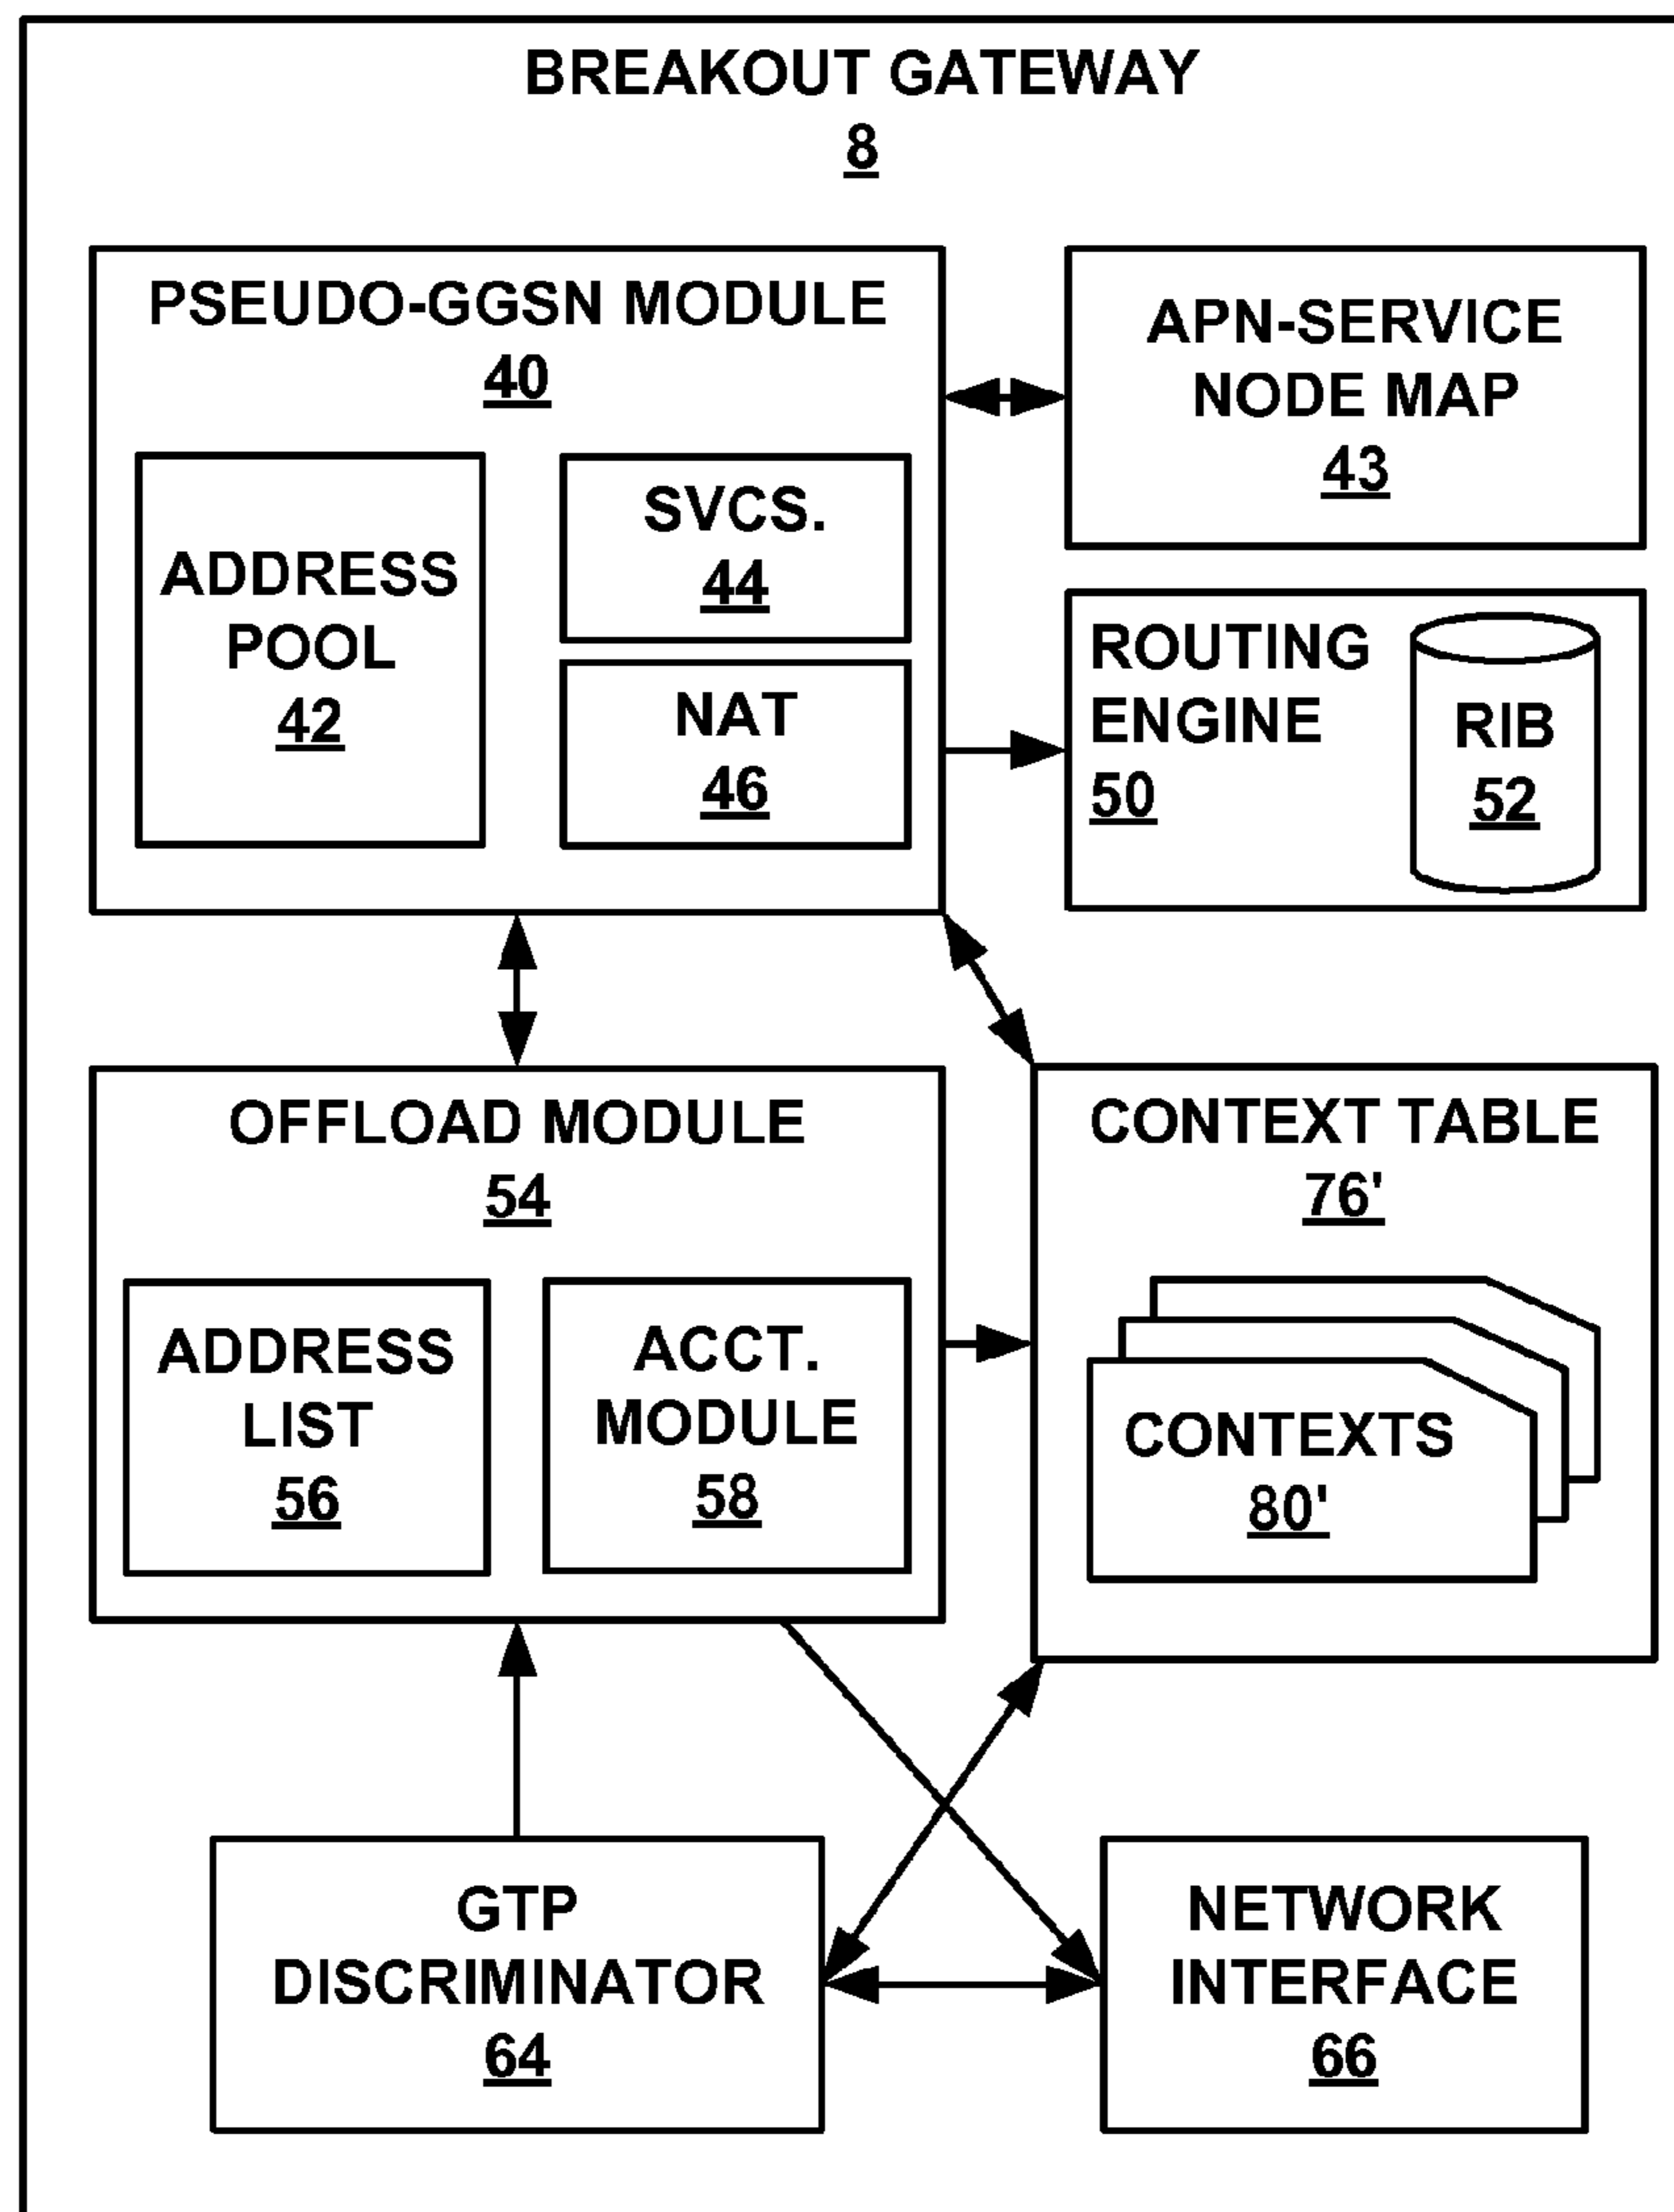 BREAKOUT GATEWAY
8
PSEUDO-GGSN MODULE
40
ADDRESS
POOL
42
SVCS.
44
NAT
46
APN-SERVICE
NODE MAP
43
ROUTING
ENGINE
50
RIB
52
OFFLOAD MODULE
54
ADDRESS
LIST
56
ACCT.
MODULE
58
CONTEXT TABLE
76'
CONTEXTS
80'
GTP
DISCRIMINATOR
64
NETWORK
INTERFACE
66